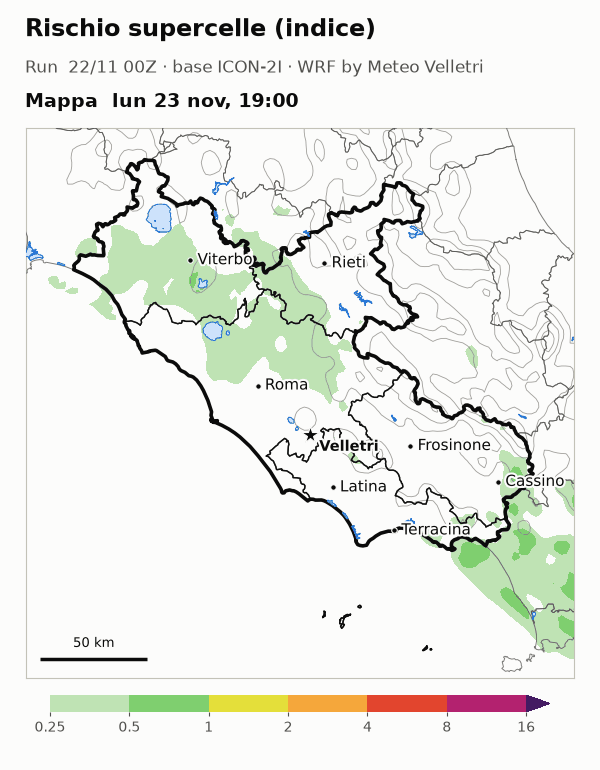 Rischio supercelle (indice)
Run  22/11 00Z · base ICON-2I · WRF by Meteo Velletri
Mappa  lun 23 nov, 19:00
Viterbo
Rieti
Roma
Velletri
Frosinone
Cassino
Latina
Terracina
50 km
0.25 0.5 1 2 4 8 16